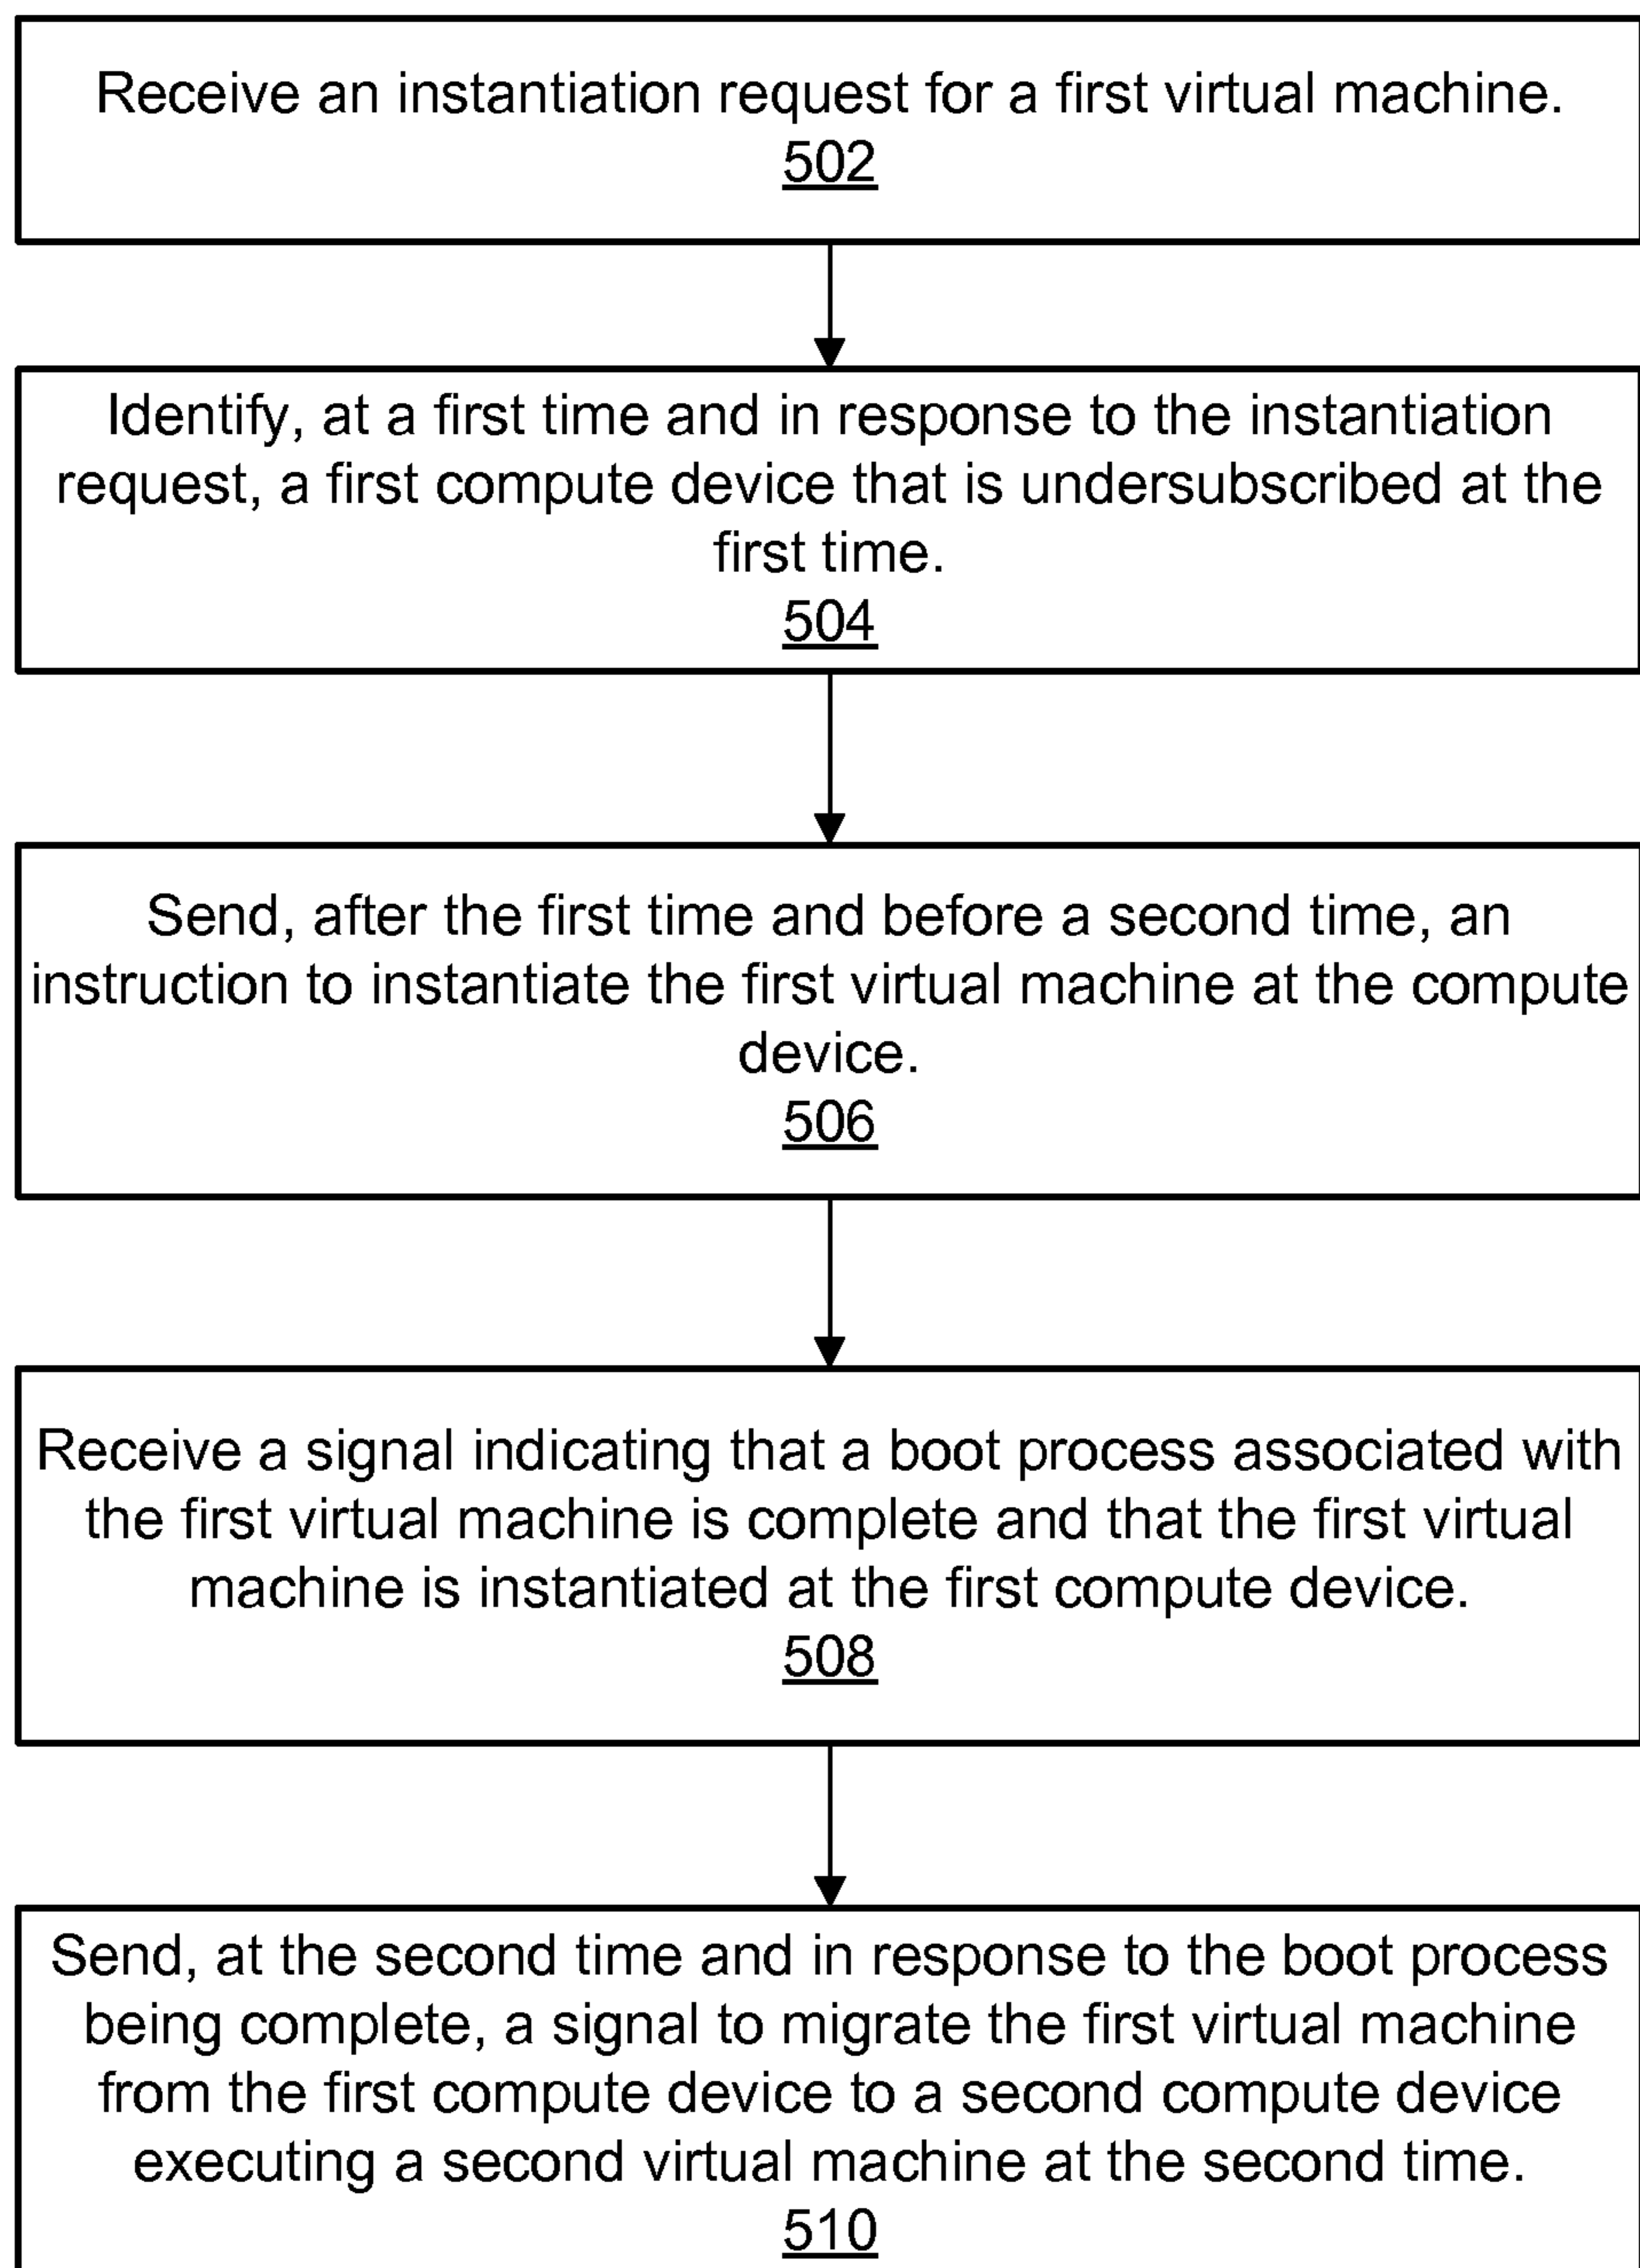 Receive an instantiation request for a first virtual machine.
502
Identify, at a first time and in response to the instantiation
request, a first compute device that is undersubscribed at the
first time.
504
Send, after the first time and before a second time, an
instruction to instantiate the first virtual machine at the compute
device.
506
Receive a signal indicating that a boot process associated with
the first virtual machine is complete and that the first virtual
machine is instantiated at the first compute device.
508
Send, at the second time and in response to the boot process
being complete, a signal to migrate the first virtual machine
from the first compute device to a second compute device
executing a second virtual machine at the second time.
510